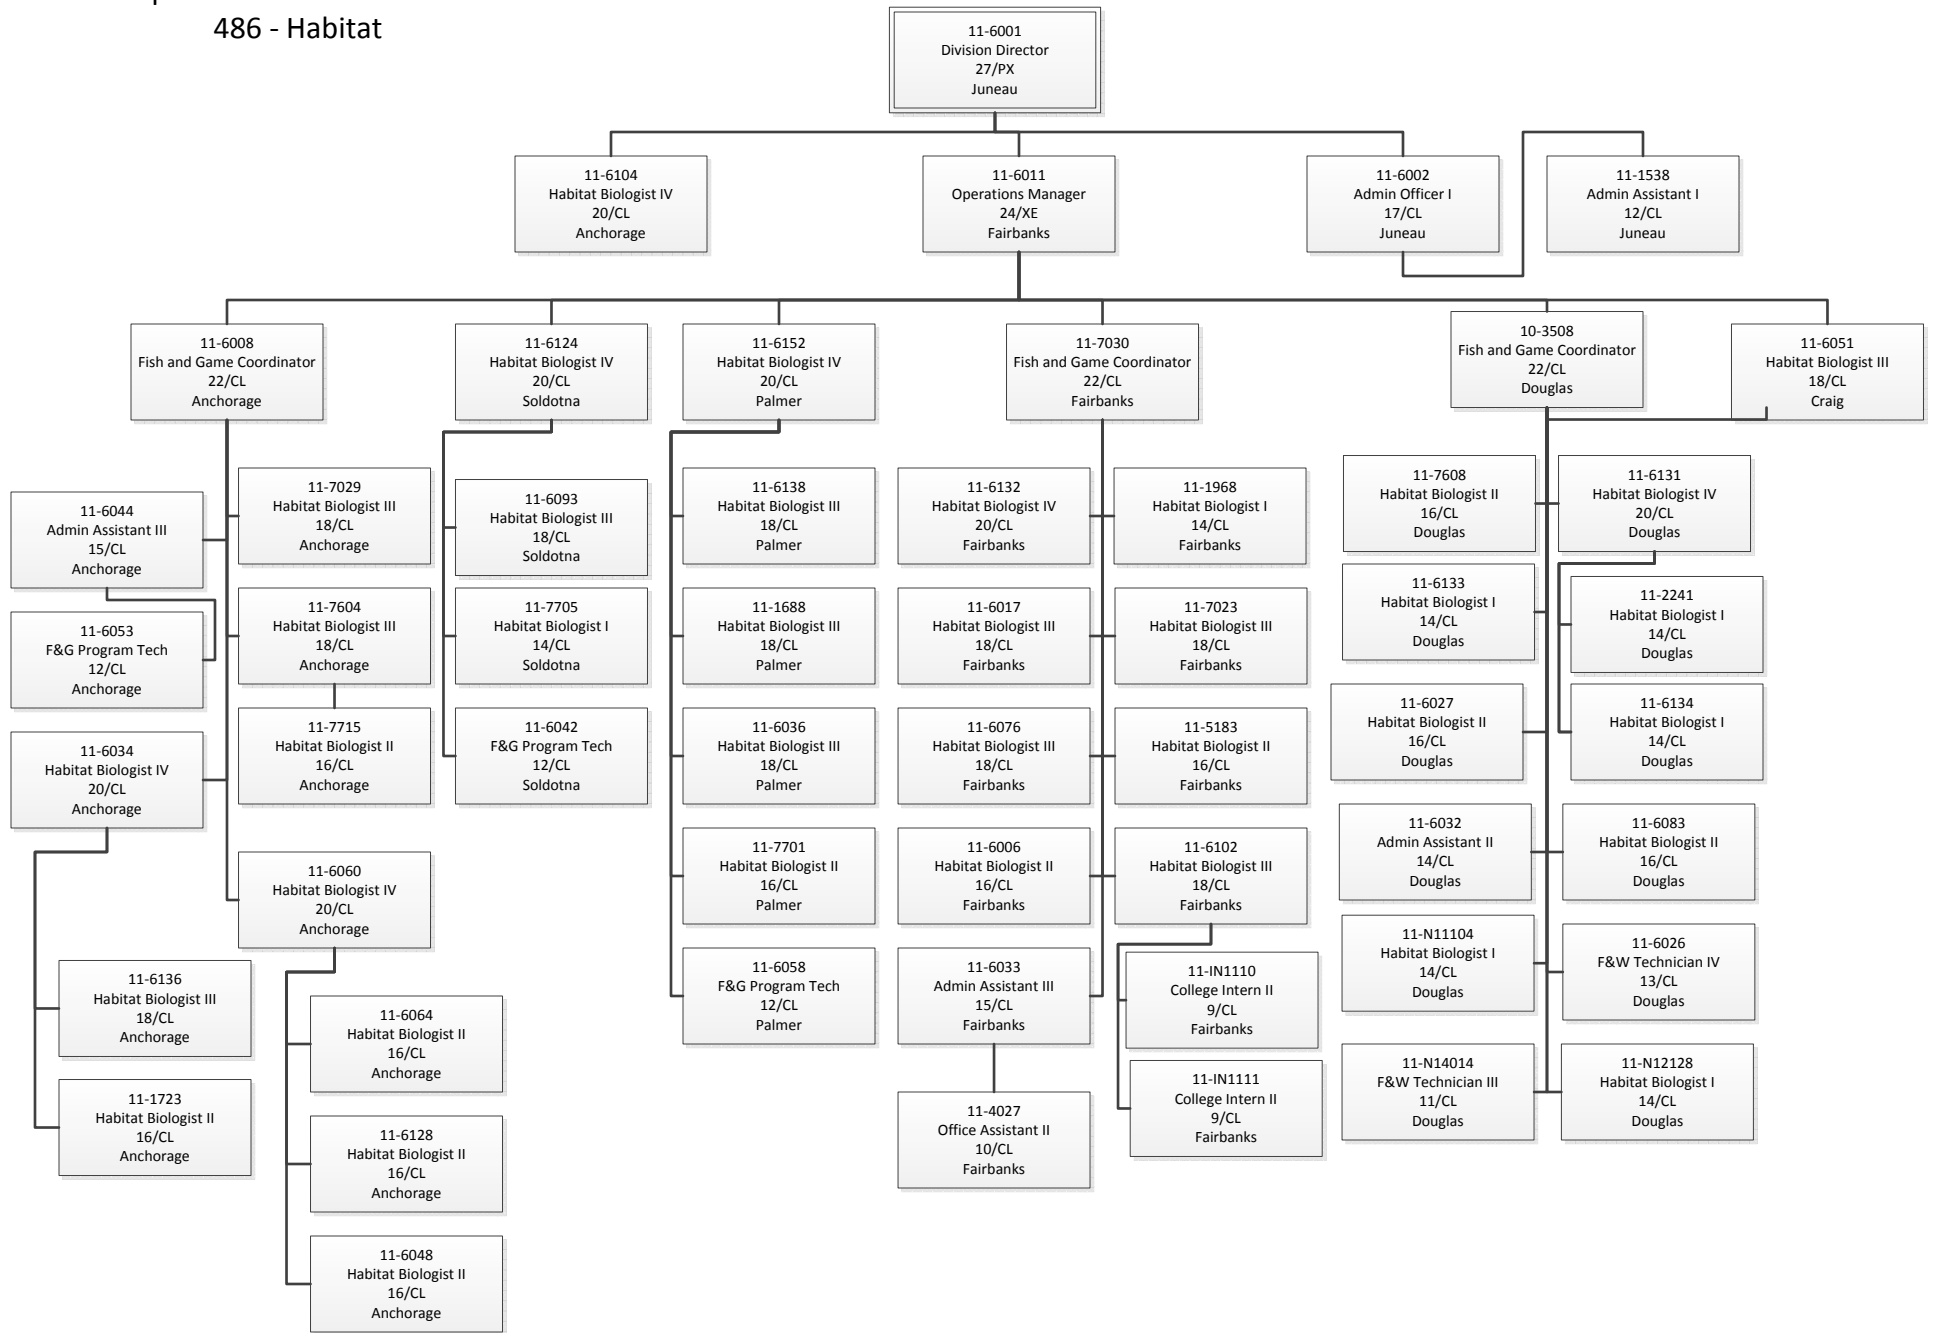 486 - Habitat
11-6001
Division Director
27/PX
Juneau
11-6104
Habitat Biologist IV
20/CL
Anchorage
11-6011
Operations Manager
24/XE
Fairbanks
11-6002
Admin Officer I
17/CL
Juneau
11-1538
Admin Assistant I
12/CL
Juneau
11-6008
Fish and Game Coordinator
22/CL
Anchorage
11-6124
Habitat Biologist IV
20/CL
Soldotna
11-6152
Habitat Biologist IV
20/CL
Palmer
11-7030
Fish and Game Coordinator
22/CL
Fairbanks
10-3508
Fish and Game Coordinator
22/CL
Douglas
11-6051
Habitat Biologist III
18/CL
Craig
11-6044
Admin Assistant III
15/CL
Anchorage
11-6053
F&G Program Tech
12/CL
Anchorage
11-6034
Habitat Biologist IV
20/CL
Anchorage
11-6136
Habitat Biologist III
18/CL
Anchorage
11-1723
Habitat Biologist II
16/CL
Anchorage
11-7029
Habitat Biologist III
18/CL
Anchorage
11-7604
Habitat Biologist III
18/CL
Anchorage
11-7715
Habitat Biologist II
16/CL
Anchorage
11-6060
Habitat Biologist IV
20/CL
Anchorage
11-6064
Habitat Biologist II
16/CL
Anchorage
11-6128
Habitat Biologist II
16/CL
Anchorage
11-6048
Habitat Biologist II
16/CL
Anchorage
11-6093
Habitat Biologist III
18/CL
Soldotna
11-7705
Habitat Biologist I
14/CL
Soldotna
11-6042
F&G Program Tech
12/CL
Soldotna
11-6138
Habitat Biologist III
18/CL
Palmer
11-1688
Habitat Biologist III
18/CL
Palmer
11-6036
Habitat Biologist III
18/CL
Palmer
11-7701
Habitat Biologist II
16/CL
Palmer
11-6058
F&G Program Tech
12/CL
Palmer
11-6132
Habitat Biologist IV
20/CL
Fairbanks
11-6017
Habitat Biologist III
18/CL
Fairbanks
11-6076
Habitat Biologist III
18/CL
Fairbanks
11-6006
Habitat Biologist II
16/CL
Fairbanks
11-6033
Admin Assistant III
15/CL
Fairbanks
11-4027
Office Assistant II
10/CL
Fairbanks
11-1968
Habitat Biologist I
14/CL
Fairbanks
11-7023
Habitat Biologist III
18/CL
Fairbanks
11-5183
Habitat Biologist II
16/CL
Fairbanks
11-6102
Habitat Biologist III
18/CL
Fairbanks
11-IN1110
College Intern II
9/CL
Fairbanks
11-IN1111
College Intern II
9/CL
Fairbanks
11-7608
Habitat Biologist II
16/CL
Douglas
11-6133
Habitat Biologist I
14/CL
Douglas
11-6027
Habitat Biologist II
16/CL
Douglas
11-6032
Admin Assistant II
14/CL
Douglas
11-N11104
Habitat Biologist I
14/CL
Douglas
11-N14014
F&W Technician III
11/CL
Douglas
11-6131
Habitat Biologist IV
20/CL
Douglas
11-2241
Habitat Biologist I
14/CL
Douglas
11-6134
Habitat Biologist I
14/CL
Douglas
11-6083
Habitat Biologist II
16/CL
Douglas
11-6026
F&W Technician IV
13/CL
Douglas
11-N12128
Habitat Biologist I
14/CL
Douglas